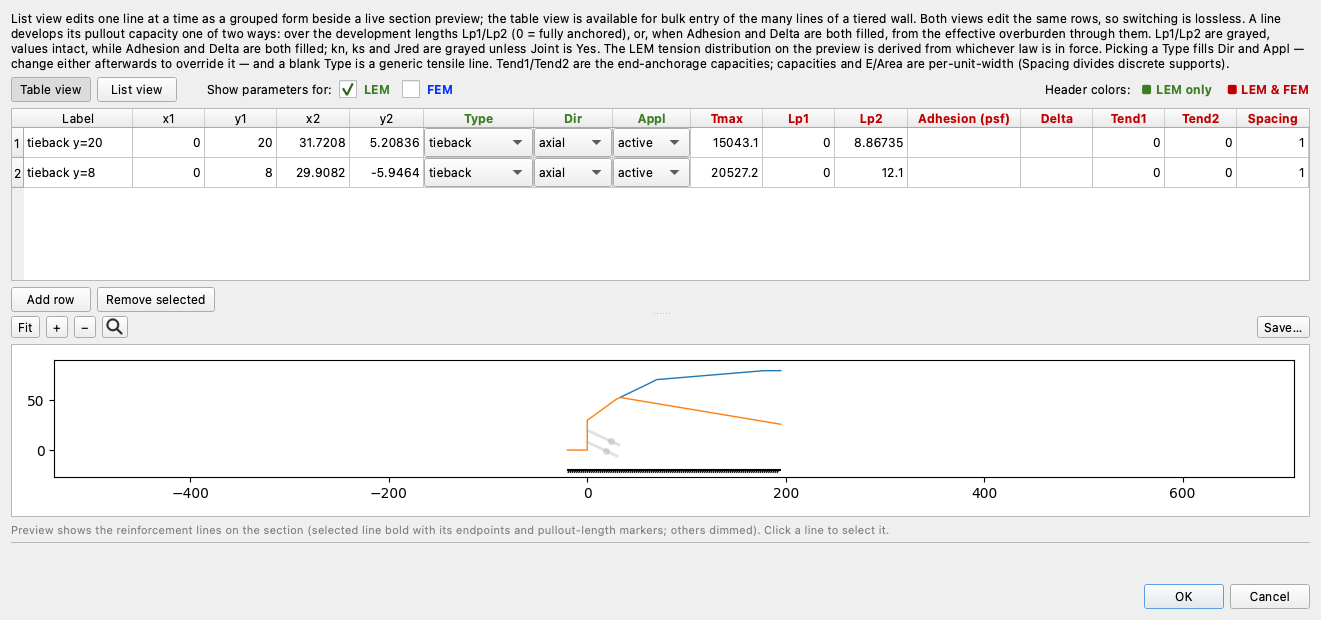 List view edits one line at a time as a grouped form beside a live section preview; the table view is available for bulk entry of the many lines of a tiered wall. Both views edit the same rows, so switching is lossless. A line
develops its pullout capacity one of two ways: over the development lengths Lp1/Lp2 (0 = fully anchored), or, when Adhesion and Delta are both filled, from the effective overburden through them. Lp1/Lp2 are grayed,
values intact, while Adhesion and Delta are both filled; kn, ks and Jred are grayed unless Joint is Yes. The LEM tension distribution on the preview is derived from whichever law is in force. Picking a Type fills Dir and Appl —
change either afterwards to override it — and a blank Type is a generic tensile line. Tend1/Tend2 are the end-anchorage capacities; capacities and E/Area are per-unit-width (Spacing divides discrete supports).
Table view List view Show parameters for: LEM FEM Header colors: LEM only LEM & FEM
Label x1 y1 x2 y2 Type Dir Appl Tmax Lp1 Lp2 Adhesion (psf) Delta Tend1 Tend2 Spacing
1 tieback y=20 0 20 31.7208 5.20836 tieback axial active 15043.1 0 8.86735 0 0 1
2 tieback y=8 0 8 29.9082 -5.9464 tieback axial active 20527.2 0 12.1 0 0 1
Add row Remove selected
Fit + − Save...
50
0
−400 −200 0 200 400 600
Preview shows the reinforcement lines on the section (selected line bold with its endpoints and pullout-length markers; others dimmed). Click a line to select it.
OK Cancel